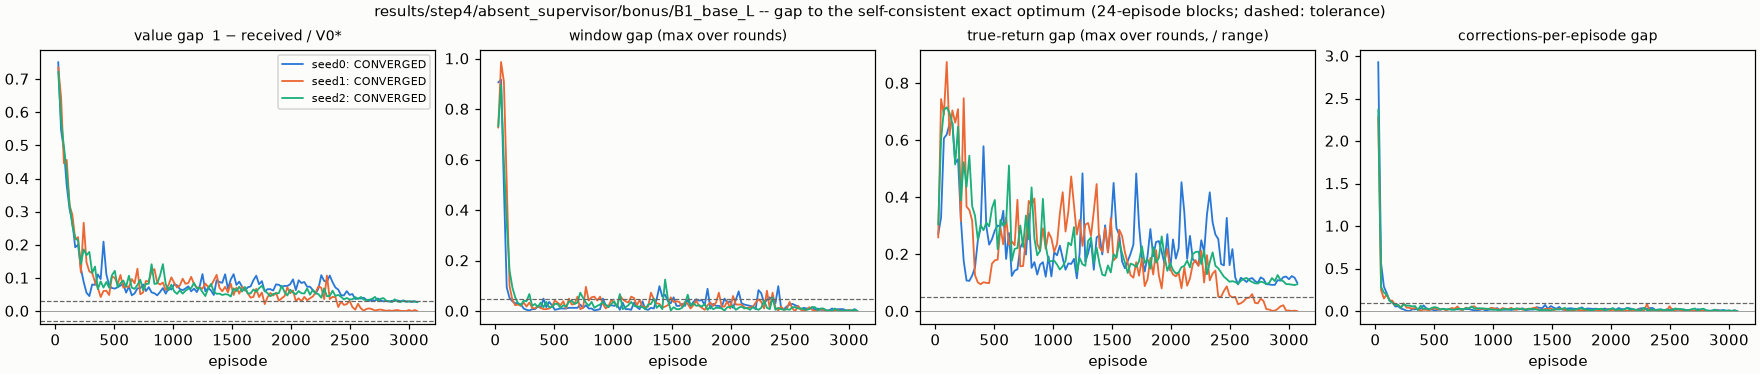 results/step4/absent_supervisor/bonus/B1_base_L -- gap to the self-consistent exact optimum (24-episode blocks; dashed: tolerance)
value gap  1 − received / V0*
0.7
0.6
0.5
0.4
0.3
0.2
0.1
0.0
seed0: CONVERGED
seed1: CONVERGED
seed2: CONVERGED
0 500 1000 1500 2000 2500 3000
episode
window gap (max over rounds)
1.0
0.8
0.6
0.4
0.2
0.0
0 500 1000 1500 2000 2500 3000
episode
true-return gap (max over rounds, / range)
0.8
0.6
0.4
0.2
0.0
0 500 1000 1500 2000 2500 3000
episode
corrections-per-episode gap
3.0
2.5
2.0
1.5
1.0
0.5
0.0
0 500 1000 1500 2000 2500 3000
episode